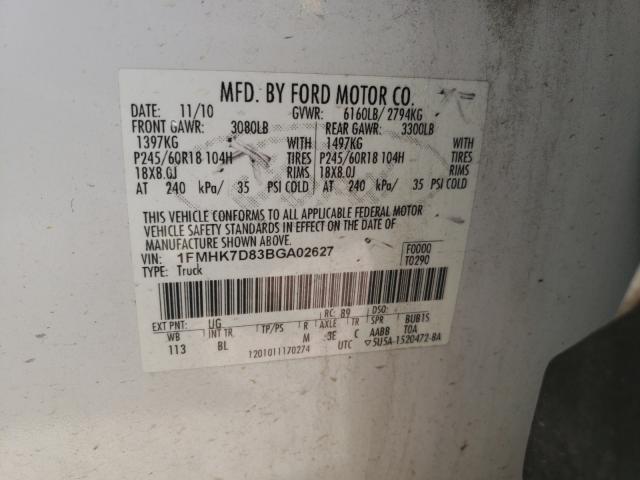 MFD. BY FORD MOTOR CO.
DATE: 11/10 GVWR: 6160LB/ 2794KG
FRONT GAWR: 3080LB REAR GAWR: 3300LB
1397KG WITH 1497KG WITH
P245/60R18 104H TIRES P245/60R18 104H TIRES
18X8.0J RIMS 18X8.0J RIMS
AT 240 kPa/ 35 PSI COLD AT 240 kPa/ 35 PSI COLD
THIS VEHICLE CONFORMS TO ALL APPLICABLE FEDERAL MOTOR
VEHICLE SAFETY STANDARDS IN EFFECT ON THE DATE OF
MANUFACTURE SHOWN ABOVE.
VIN: 1FMHK7D83BGA02627 F0000
TYPE: Truck T0290
EXT PNT: UG RC: 89 DSO:
WB INT TR TP/PS R AXLE TR SPR BUB1S
113 BL M 3E C AABB T0A
1201011170274 UTC ▽5U5A-1520472-BA